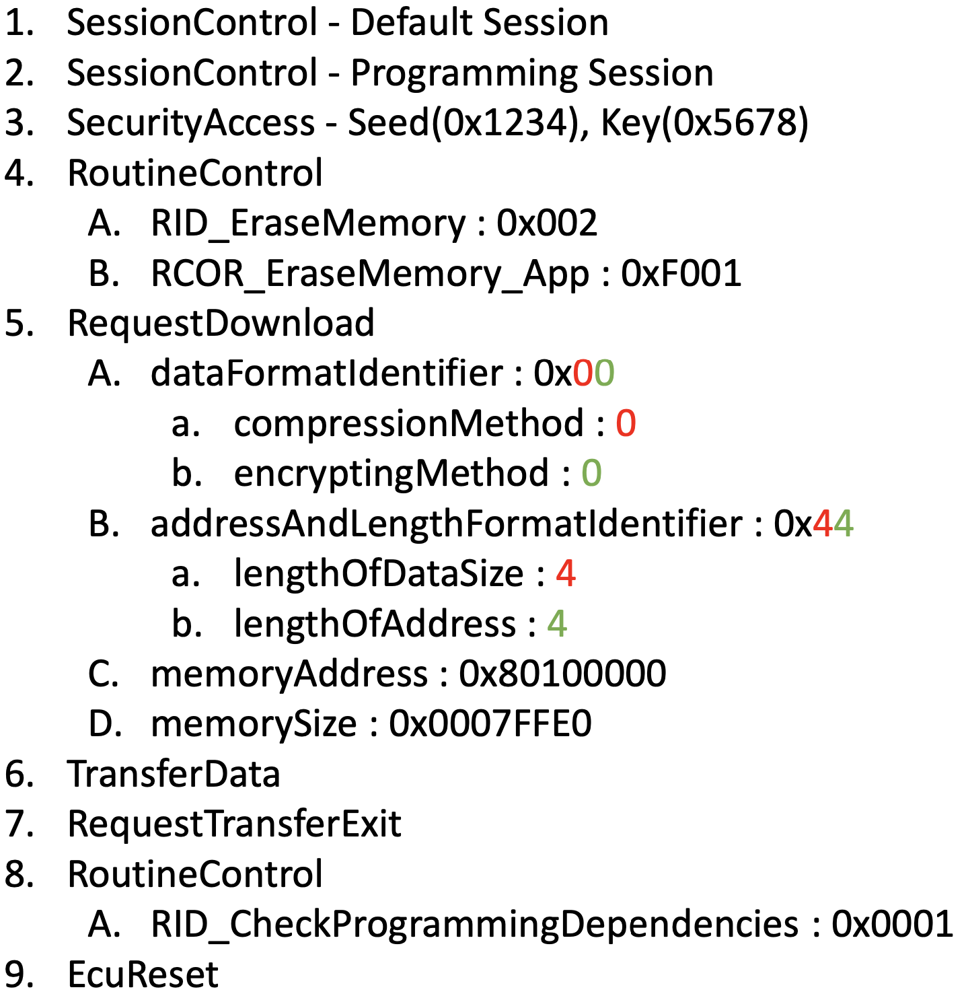 1. SessionControl - Default Session
2. SessionControl - Programming Session
3. SecurityAccess - Seed(0x1234), Key(0x5678)
4. RoutineControl
A. RID_EraseMemory : 0x002
B. RCOR_EraseMemory_App : 0xF001
5. RequestDownload
A. dataFormatIdentifier : 0x00
a. compressionMethod : 0
b. encryptingMethod : 0
B. addressAndLengthFormatIdentifier : 0x44
a. lengthOfDataSize : 4
b. lengthOfAddress : 4
C. memoryAddress : 0x80100000
D. memorySize : 0x0007FFE0
6. TransferData
7. RequestTransferExit
8. RoutineControl
A. RID_CheckProgrammingDependencies : 0x0001
9. EcuReset